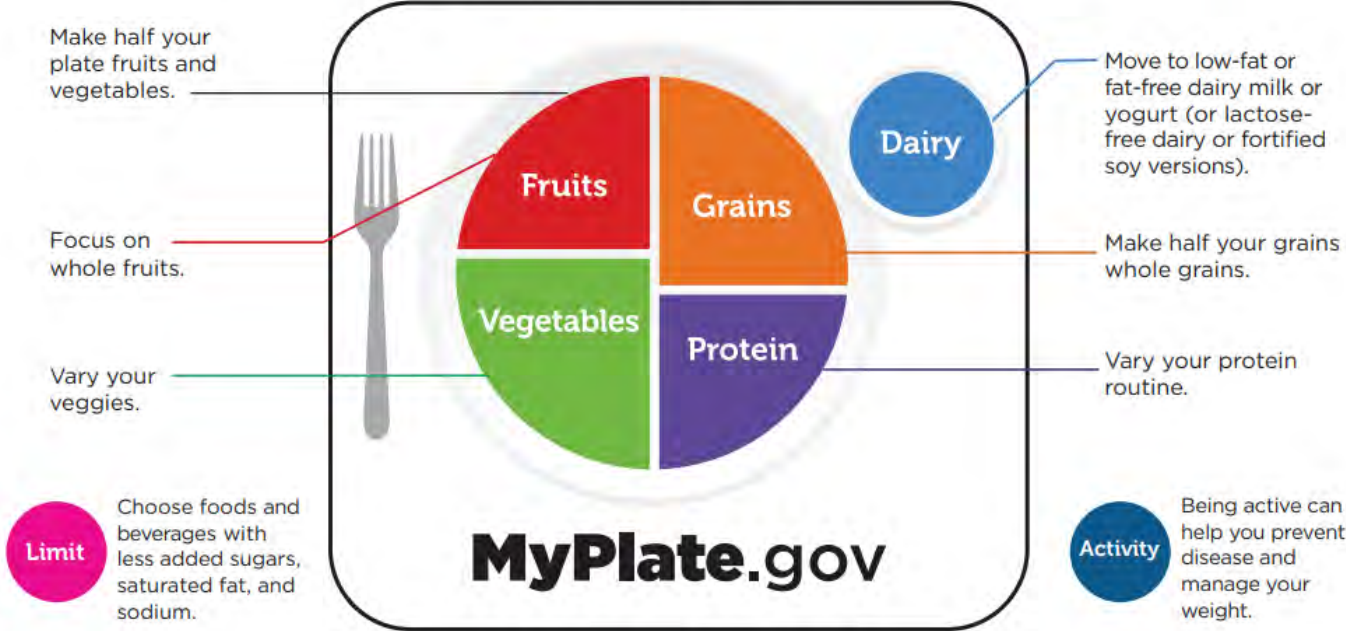 Make half your
plate fruits and
vegetables.
Focus on
whole fruits.
Vary your
veggies.
Fruits
Grains
Vegetables
Protein
Dairy
Move to low-fat or
fat-free dairy milk or
yogurt (or lactose-
free dairy or fortified
soy versions).
Make half your grains
whole grains.
Vary your protein
routine.
Limit
Choose foods and
beverages with
less added sugars,
saturated fat, and
sodium.
MyPlate.gov
Activity
Being active can
help you prevent
disease and
manage your
weight.